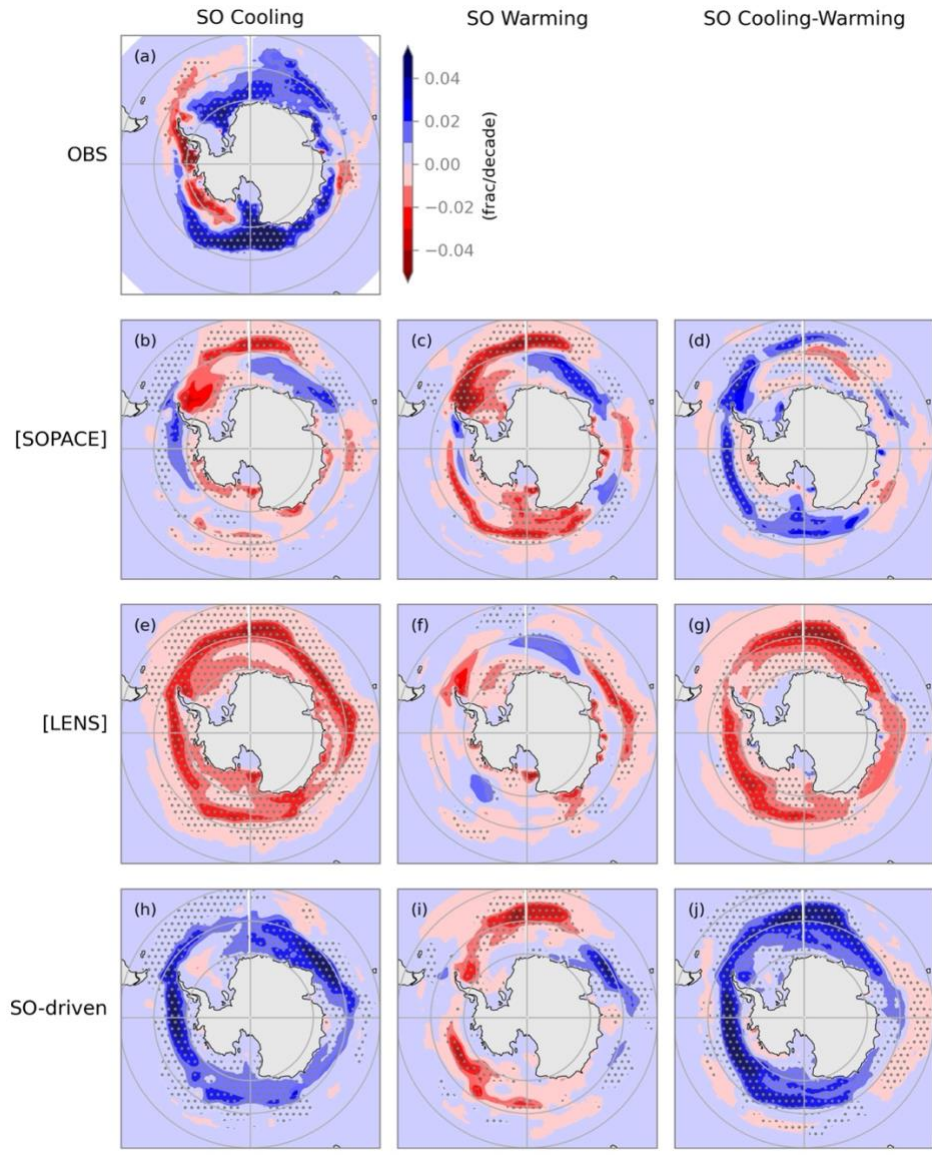 SO Cooling
SO Warming
SO Cooling-Warming
(a)
OBS
0.04
0.02
0.00
−0.02
−0.04
(frac/decade)
(b)
(c)
(d)
[SOPACE]
(e)
(f)
(g)
[LENS]
(h)
(i)
(j)
SO-driven